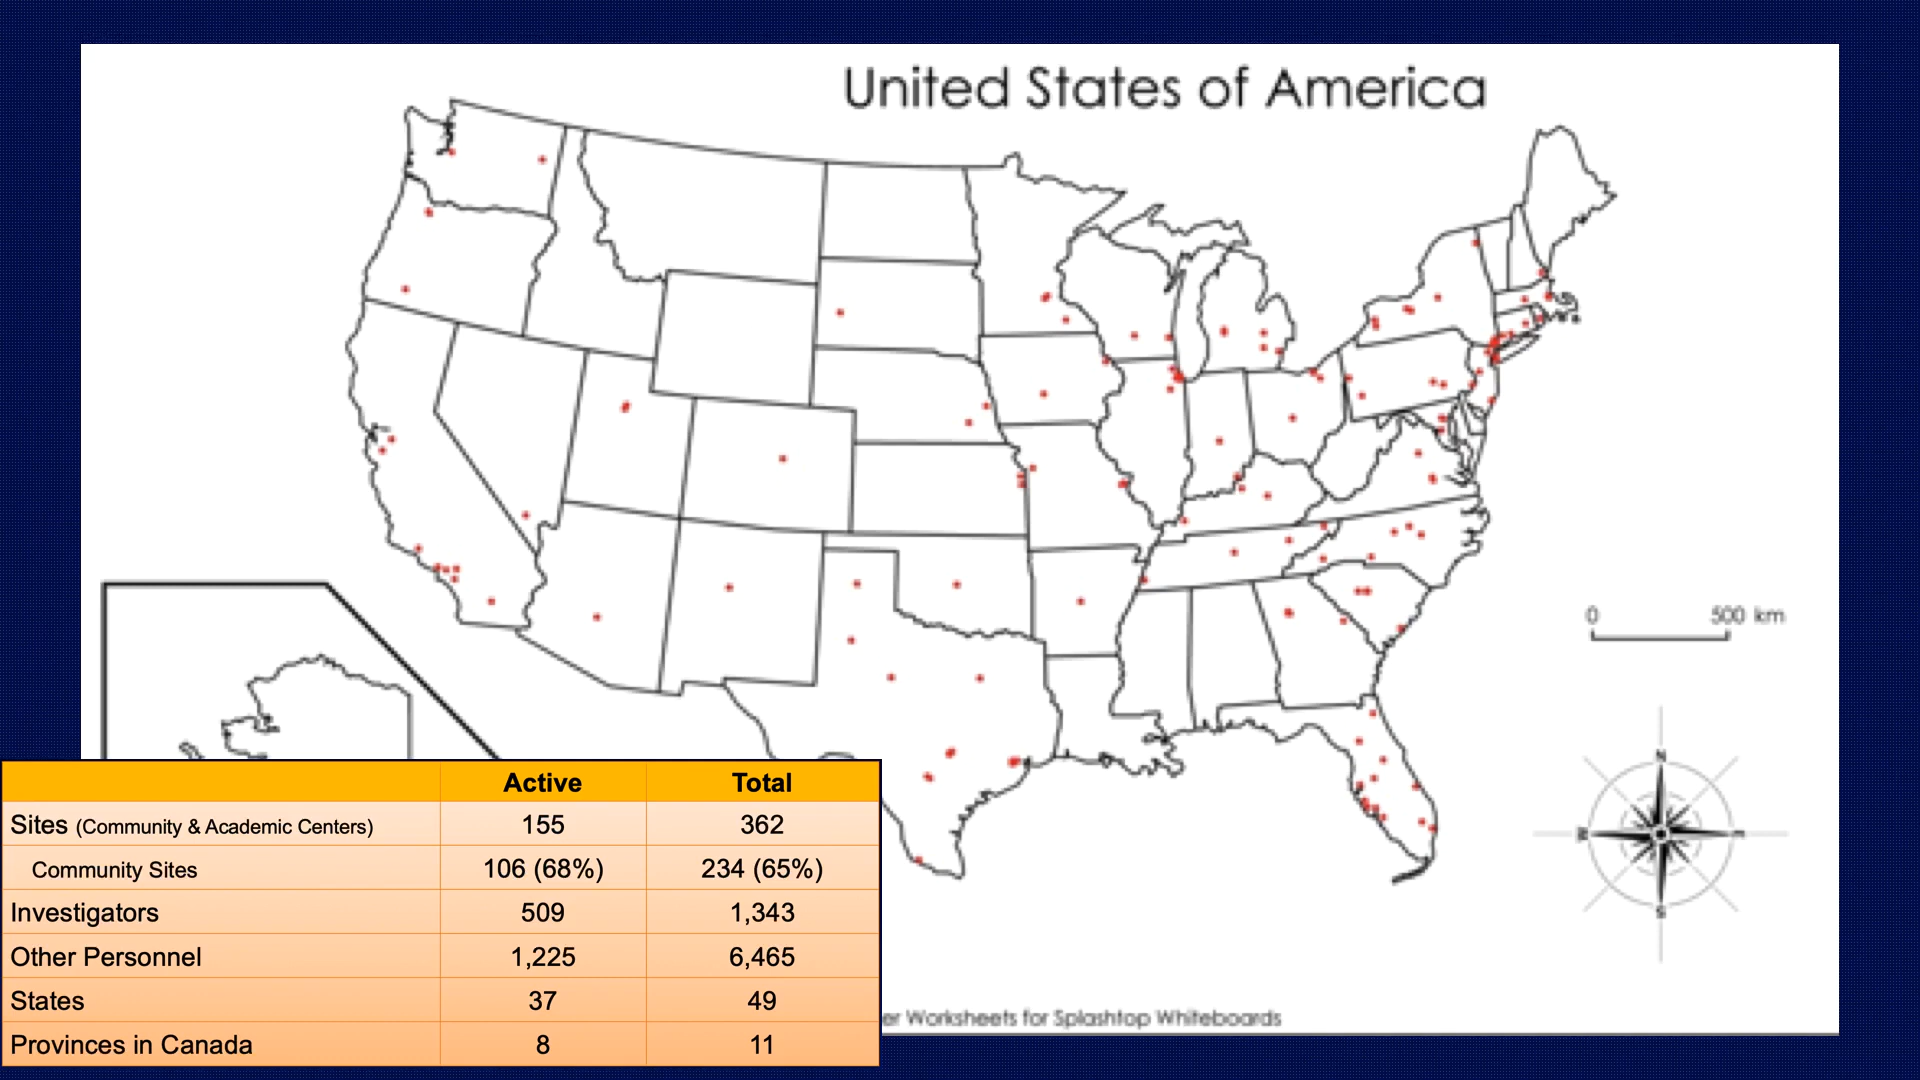 United States of America
0 500 km
N
S
Active Total
Sites (Community & Academic Centers) 155 362
Community Sites 106 (68%) 234 (65%)
Investigators 509 1,343
Other Personnel 1,225 6,465
States 37 49
Provinces in Canada 8 11
er Worksheets for Splashtop Whiteboards